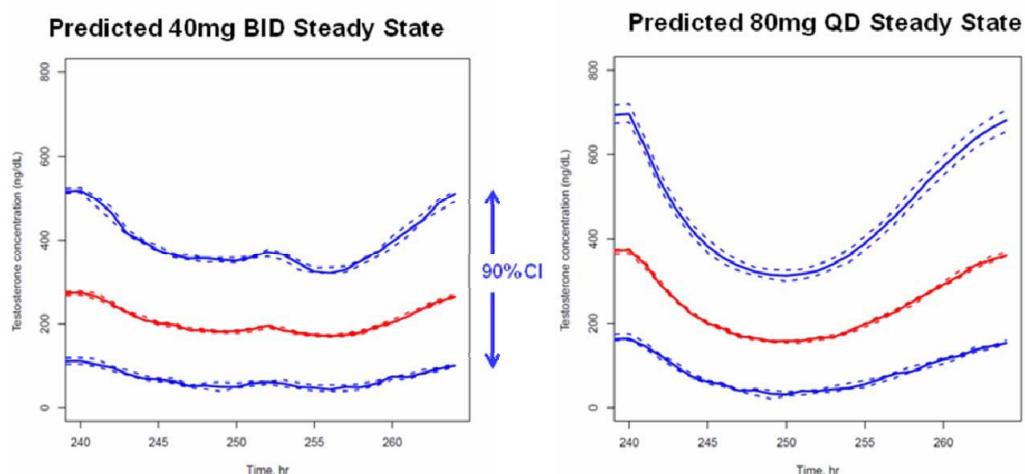 Predicted 40mg BID Steady State
Testosterone concentration (ng/dL)
800
600
400
200
0
240
245
250
255
260
Time, hr
90%CI
Predicted 80mg QD Steady State
Testosterone concentration (ng/dL)
800
600
400
200
0
240
245
250
255
260
Time, hr